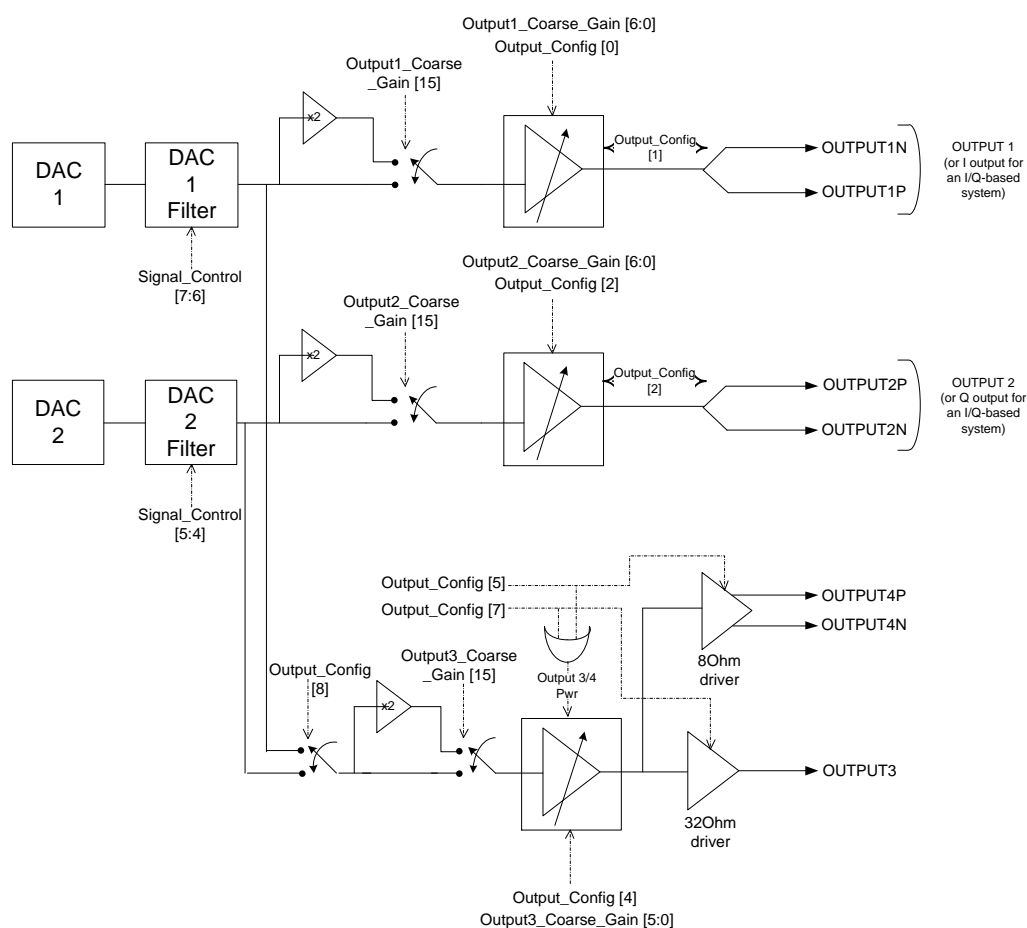 Output1_Coarse_Gain [6:0]
Output_Config [0]
Output1_Coarse
_Gain [15]
x2
DAC
1
DAC
1
Filter
Output_Config
[1]
OUTPUT1N
OUTPUT1P
OUTPUT 1
(or I output for
an I/Q-based
system)
Signal_Control
[7:6]
Output2_Coarse_Gain [6:0]
Output_Config [2]
Output2_Coarse
_Gain [15]
x2
DAC
2
DAC
2
Filter
Output_Config
[2]
OUTPUT2P
OUTPUT2N
OUTPUT 2
(or Q output for
an I/Q-based
system)
Signal_Control
[5:4]
Output_Config [5]
Output_Config [7]
OUTPUT4P
OUTPUT4N
8Ohm
driver
Output_Config
[8]
Output3_Coarse
_Gain [15]
Output 3/4
Pwr
x2
OUTPUT3
32Ohm
driver
Output_Config [4]
Output3_Coarse_Gain [5:0]